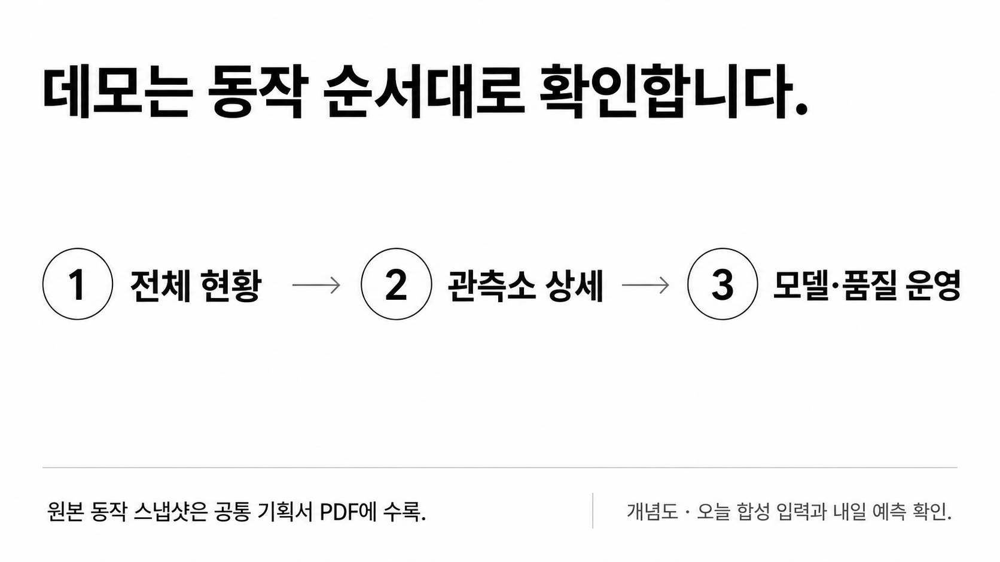 데모는 동작 순서대로 확인합니다.
1 전체 현황 → 2 관측소 상세 → 3 모델·품질 운영
원본 동작 스냅샷은 공통 기획서 PDF에 수록.
개념도 · 오늘 합성 입력과 내일 예측 확인.